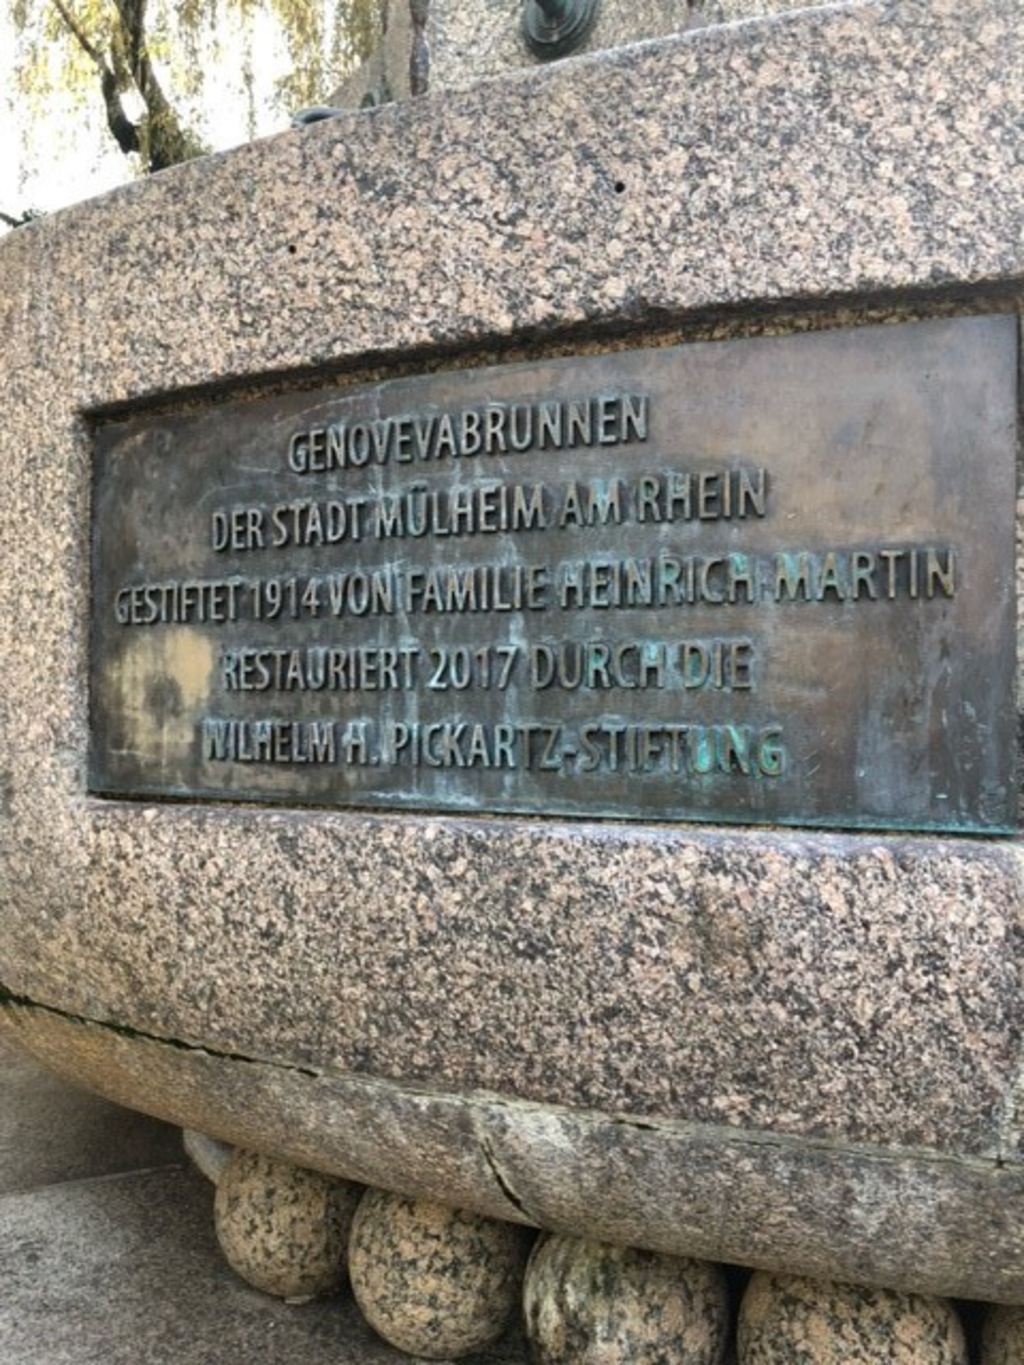 GENOVEVABRUNNEN
DER STADT MÜLHEIM AM RHEIN
GESTIFTET 1914 VON FAMILIE HEINRICH MARTIN
RESTAURIERT 2017 DURCH DIE
WILHELM H. PICKARTZ-STIFTUNG